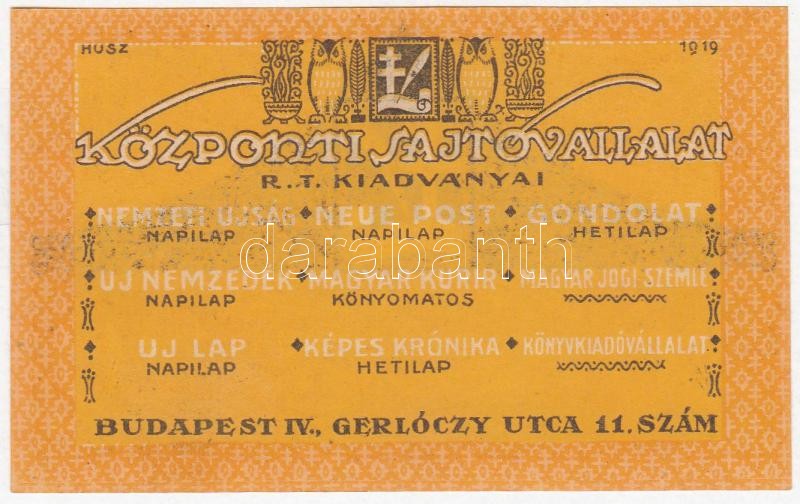 HUSZ 1919
KÖZPONTI SAJTÓVÁLLALAT
R.-T. KIADVÁNYAI
NEMZETI UJSÁG NEUE POST GONDOLAT
NAPILAP NAPILAP HETILAP
UJ NEMZEDÉK MAGYAR KURIR MAGYAR JOGI SZEMLE
NAPILAP KÖNYOMATOS
UJ LAP KÉPES KRÓNIKA KÖNYVKIADÓVÁLLALAT
NAPILAP HETILAP
BUDAPEST IV., GERLÓCZY UTCA 11. SZÁM
darabanth